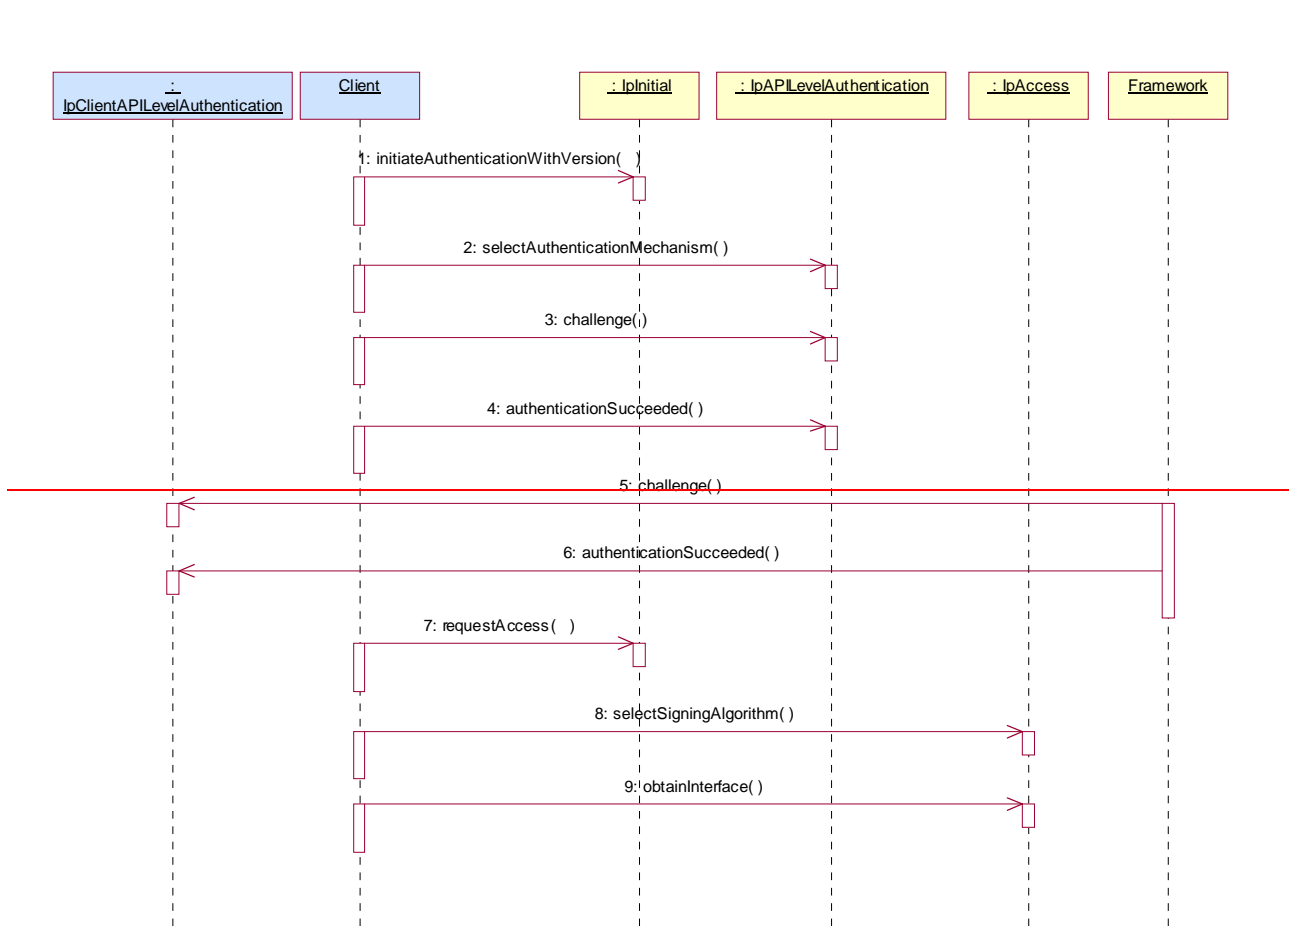 :
IpClientAPILevelAuthentication
Client
: IpInitial
: IpAPILevelAuthentication
: IpAccess
Framework
1: initiateAuthenticationWithVersion( )
2: selectAuthenticationMechanism( )
3: challenge( )
4: authenticationSucceeded( )
5: challenge( )
6: authenticationSucceeded( )
7: requestAccess( )
8: selectSigningAlgorithm( )
9: obtainInterface( )